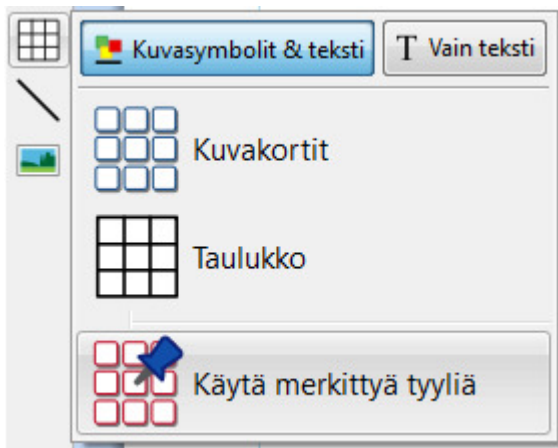 Kuvasymbolit & teksti
T Vain teksti
Kuvakortit
Taulukko
Käytä merkittyä tyyliä